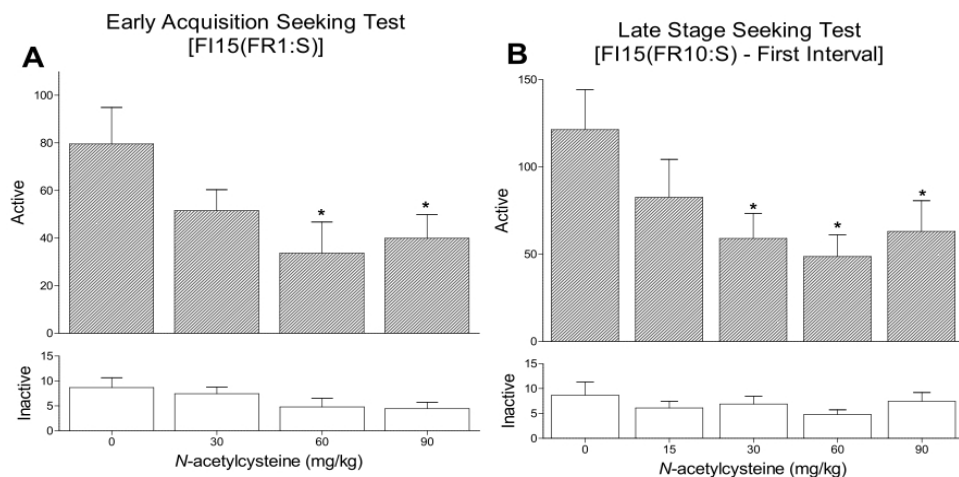 Early Acquisition Seeking Test
[FI15(FR1:S)]
A
100
80
60
40
20
0
Active
*
*
15
10
5
0
Inactive
0 30 60 90
N-acetylcysteine (mg/kg)
Late Stage Seeking Test
[FI15(FR10:S) - First Interval]
B
150
100
50
0
Active
*
*
*
15
10
5
0
Inactive
0 15 30 60 90
N-acetylcysteine (mg/kg)